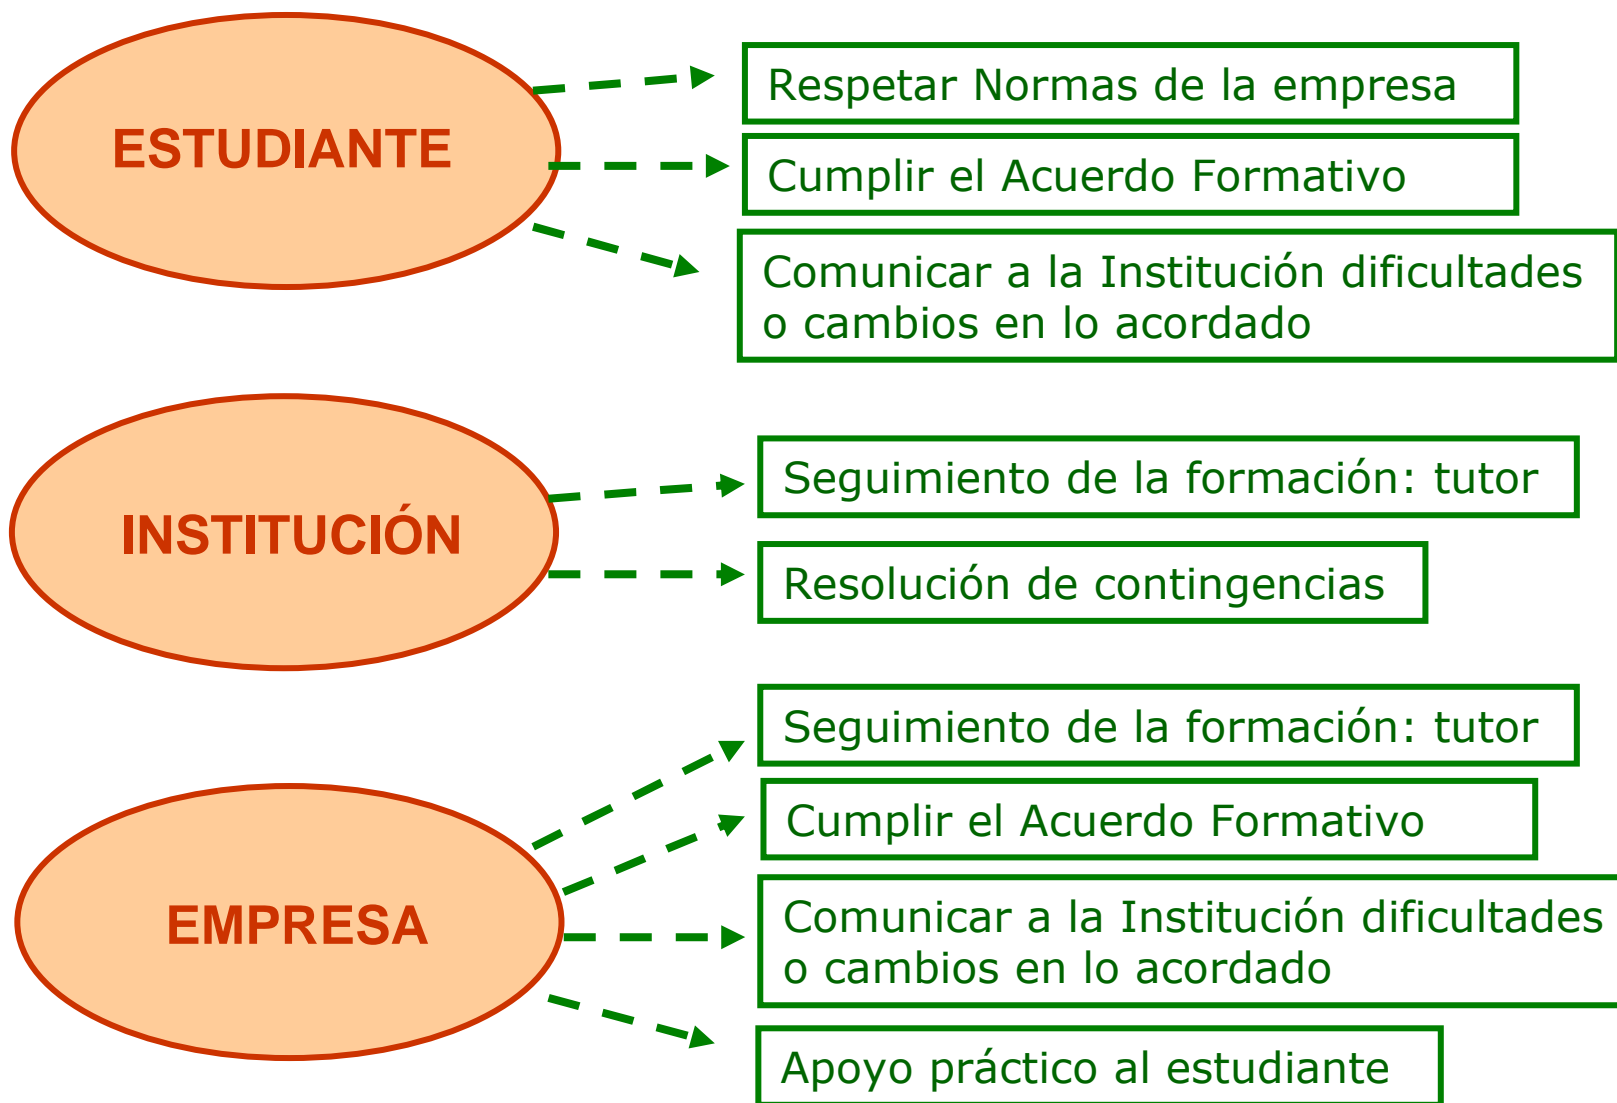 ESTUDIANTE
Respetar Normas de la empresa
Cumplir el Acuerdo Formativo
Comunicar a la Institución dificultades
o cambios en lo acordado
INSTITUCIÓN
Seguimiento de la formación: tutor
Resolución de contingencias
EMPRESA
Seguimiento de la formación: tutor
Cumplir el Acuerdo Formativo
Comunicar a la Institución dificultades
o cambios en lo acordado
Apoyo práctico al estudiante